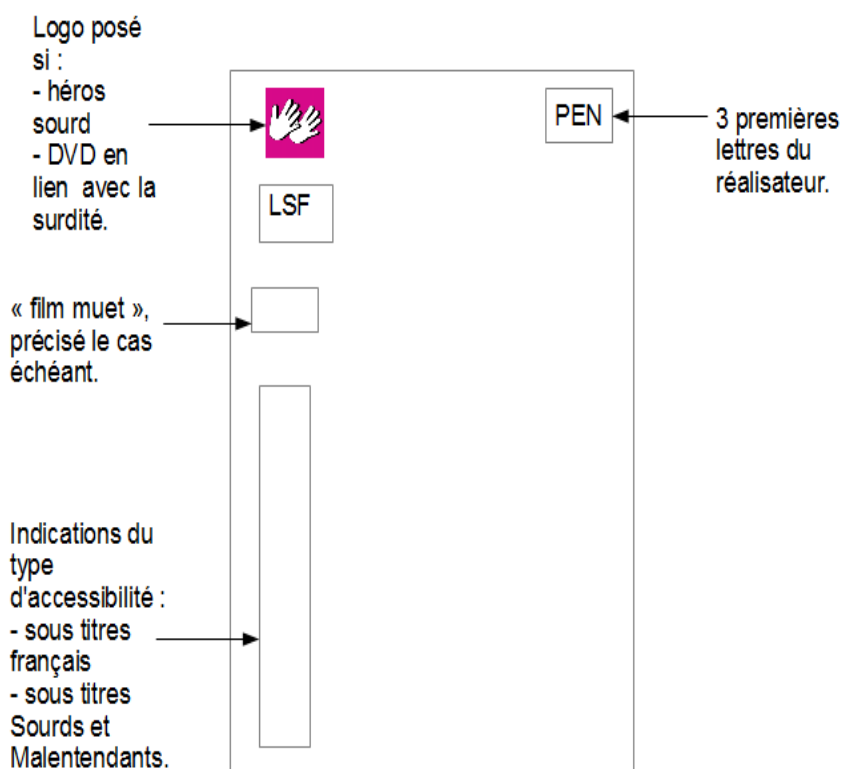 Logo posé
si :
- héros
sourd
- DVD en
lien avec la
surdité.
PEN
3 premières
lettres du
réalisateur.
LSF
« film muet »,
précisé le cas
échéant.
Indications du
type
d'accessibilité :
- sous titres
français
- sous titres
Sourds et
Malentendants.